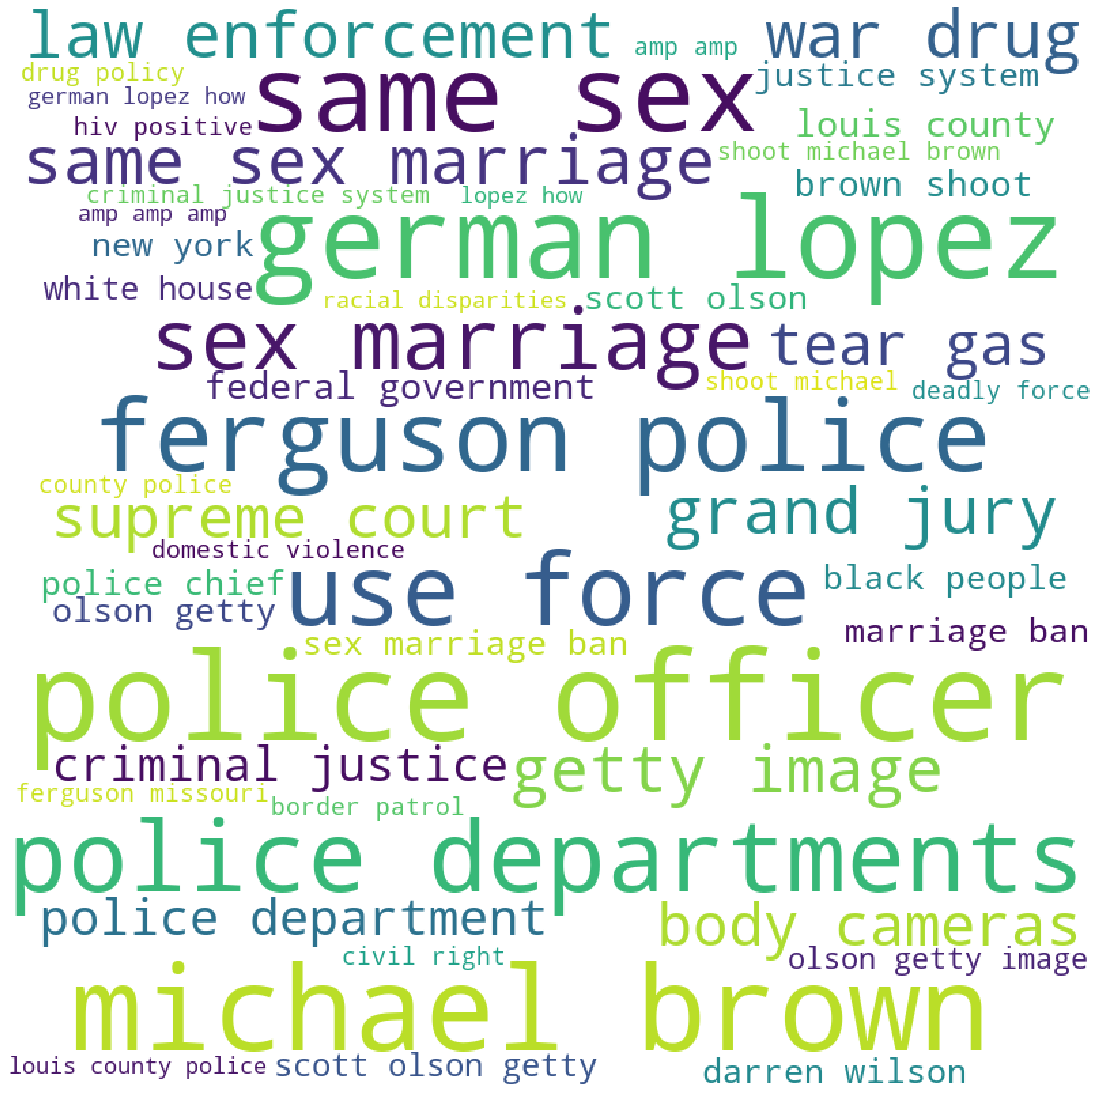 law enforcement
amp amp
war drug
drug policy
same sex
justice system
german lopez how
hiv positive
louis county
same sex marriage
shoot michael brown
brown shoot
criminal justice system
lopez how
amp amp amp
german lopez
new york
white house
racial disparities
scott olson
sex marriage
tear gas
federal government
shoot michael
deadly force
ferguson police
county police
supreme court
grand jury
domestic violence
police chief
use force
black people
olson getty
sex marriage ban
marriage ban
police officer
criminal justice
getty image
ferguson missouri
border patrol
police departments
police department
body cameras
civil right
olson getty image
michael brown
louis county police
scott olson getty
darren wilson